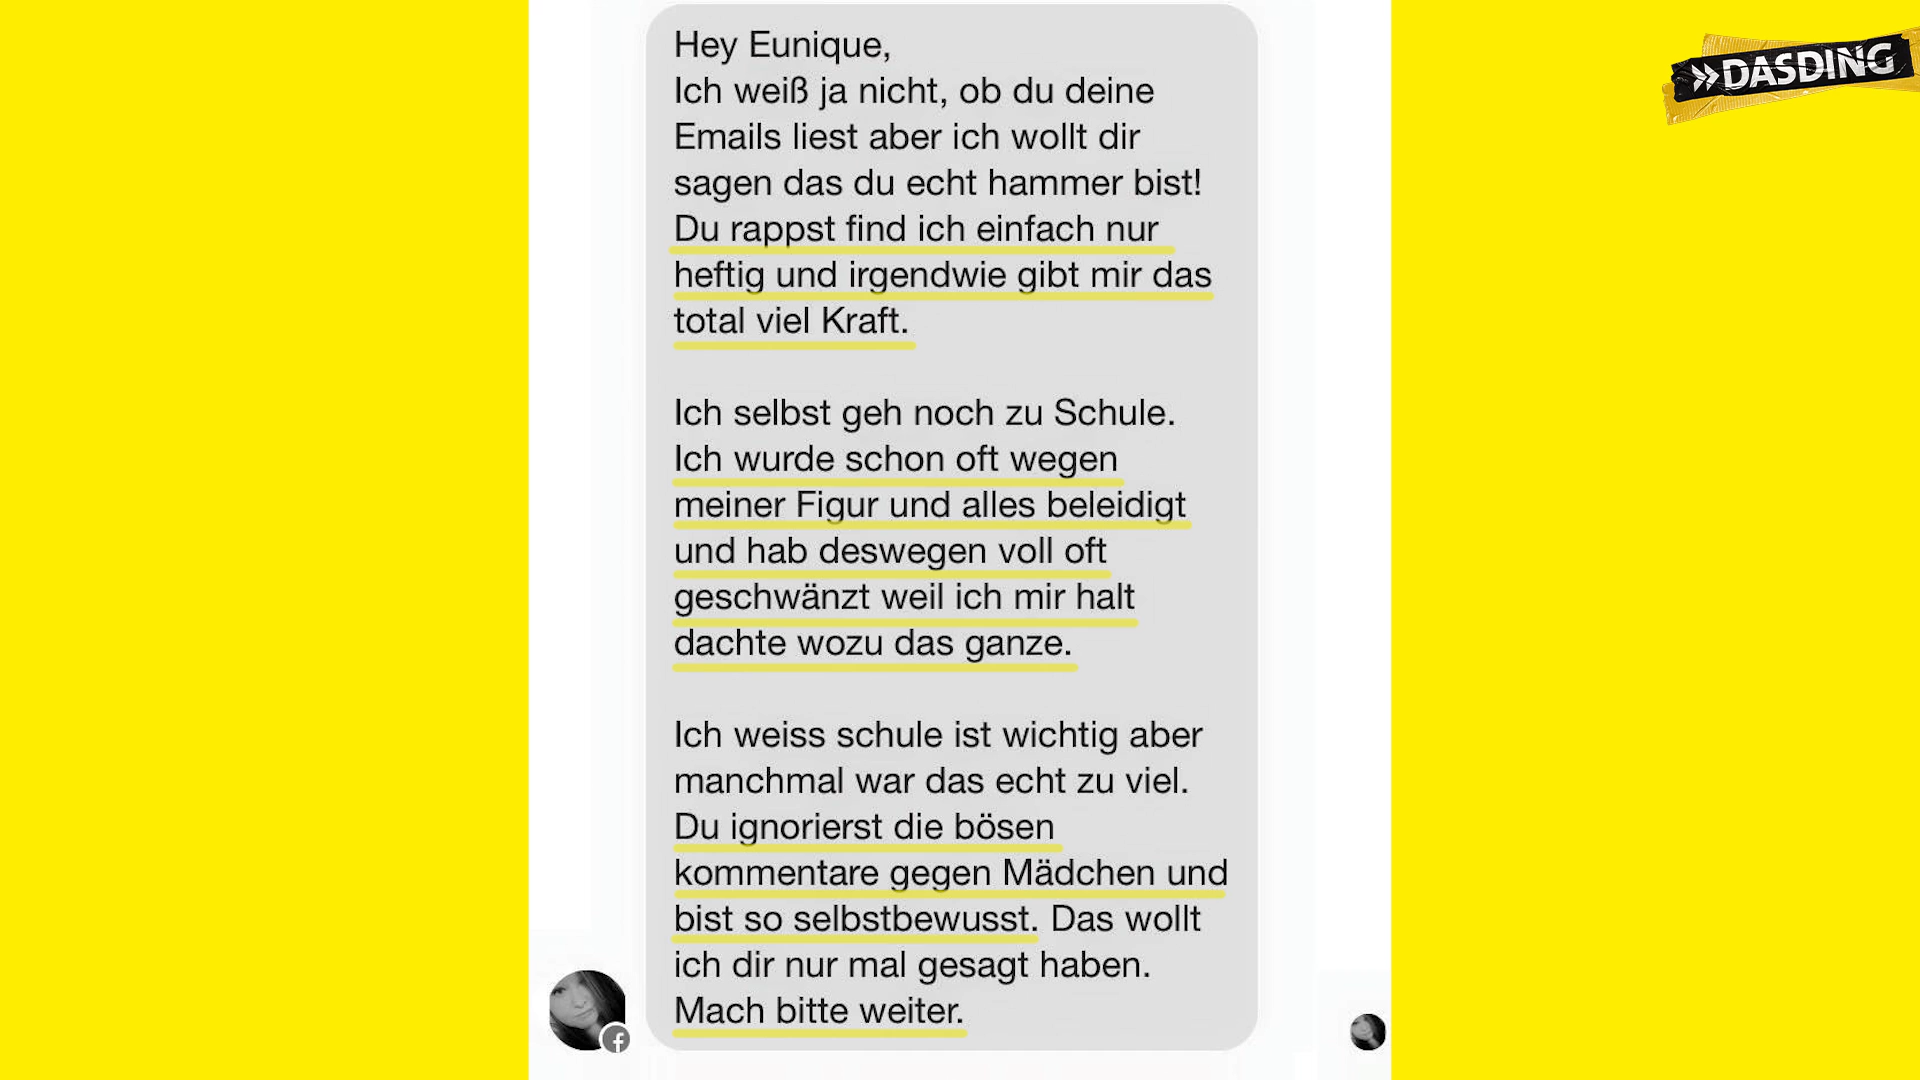 Hey Eunique,
Ich weiß ja nicht, ob du deine
Emails liest aber ich wollt dir
sagen das du echt hammer bist!
Du rappst find ich einfach nur
heftig und irgendwie gibt mir das
total viel Kraft.
Ich selbst geh noch zu Schule.
Ich wurde schon oft wegen
meiner Figur und alles beleidigt
und hab deswegen voll oft
geschwänzt weil ich mir halt
dachte wozu das ganze.
Ich weiss schule ist wichtig aber
manchmal war das echt zu viel.
Du ignorierst die bösen
kommentare gegen Mädchen und
bist so selbstbewusst. Das wollt
ich dir nur mal gesagt haben.
Mach bitte weiter.
DASDING